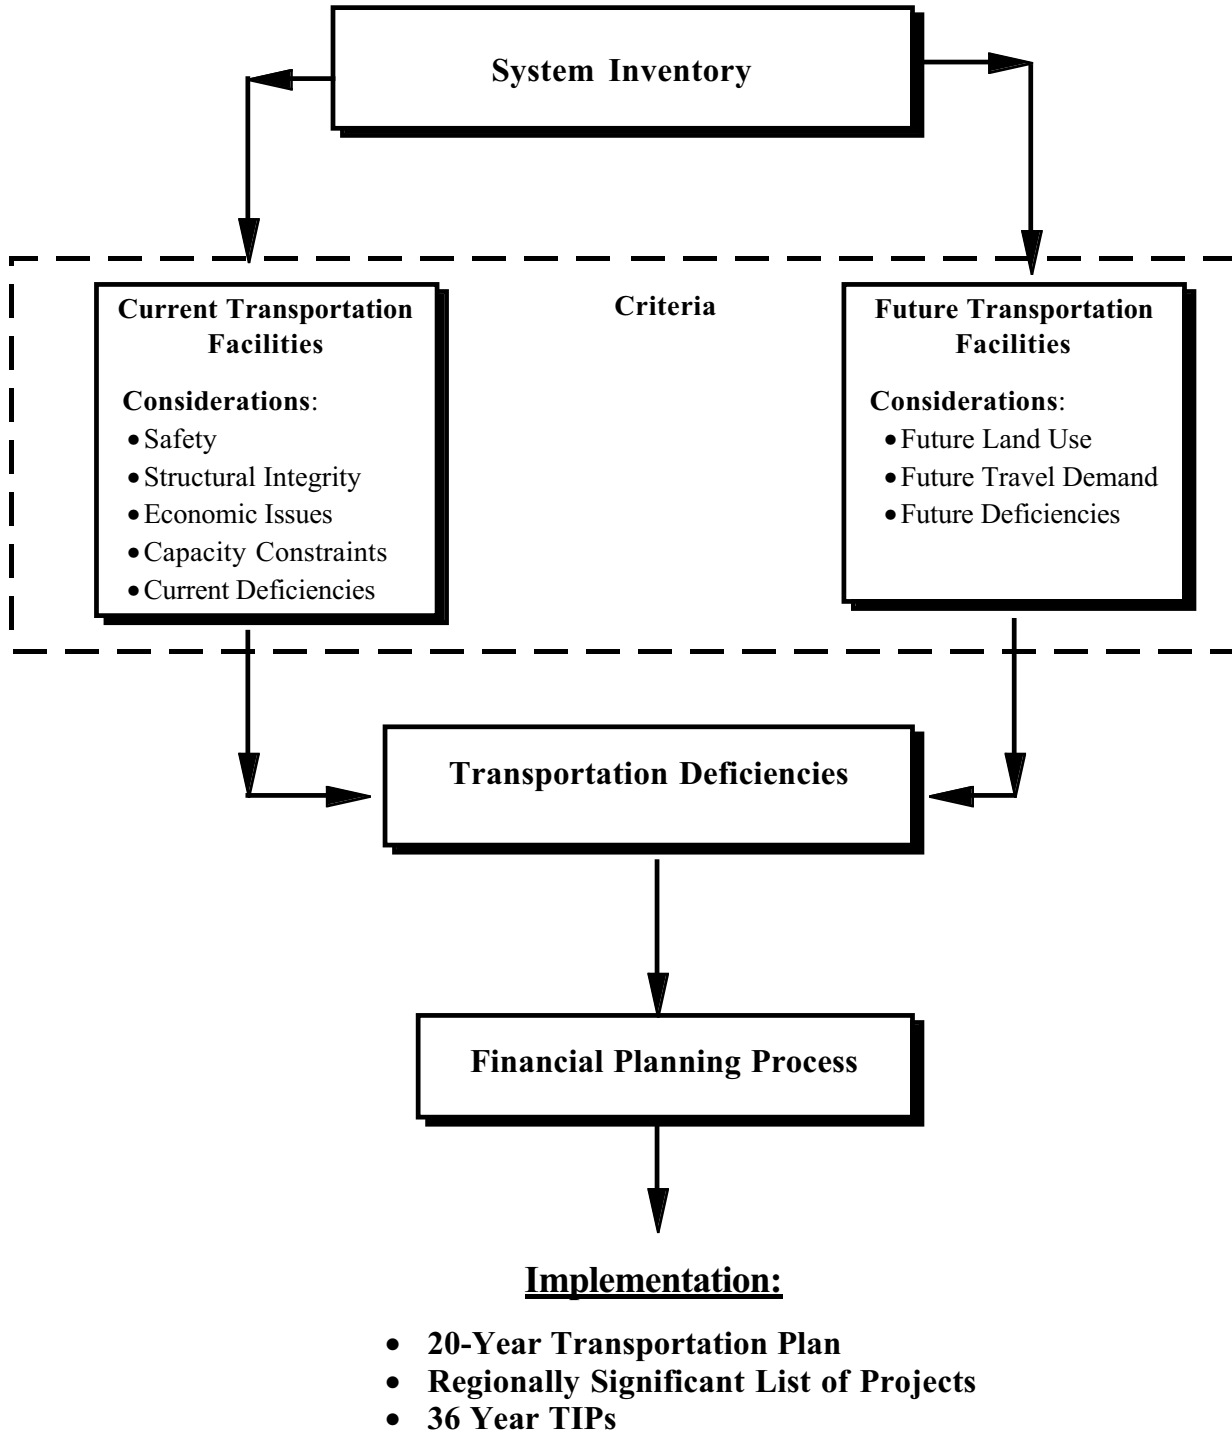 System Inventory
Criteria
Current Transportation
Facilities
Considerations:
• Safety
• Structural Integrity
• Economic Issues
• Capacity Constraints
• Current Deficiencies
Future Transportation
Facilities
Considerations:
• Future Land Use
• Future Travel Demand
• Future Deficiencies
Transportation Deficiencies
Financial Planning Process
Implementation:
• 20-Year Transportation Plan
• Regionally Significant List of Projects
• 36 Year TIPs